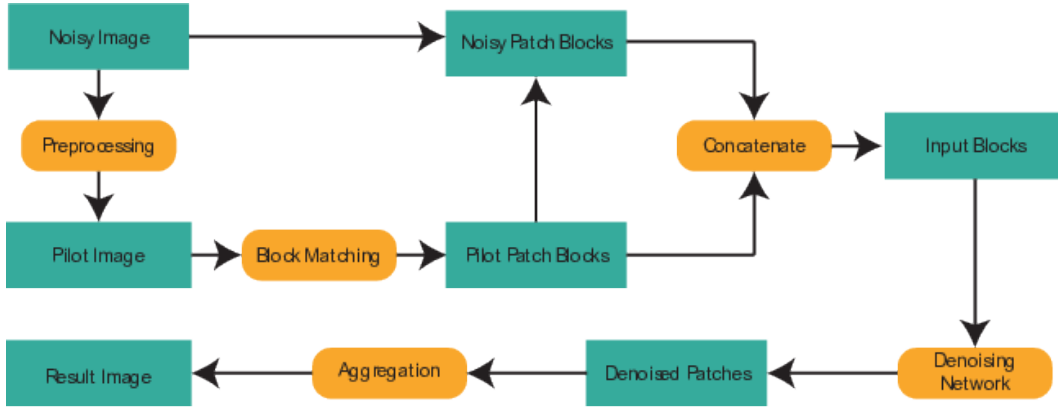 Noisy Image
Noisy Patch Blocks
Preprocessing
Concatenate
Input Blocks
Pilot Image
Block Matching
Pilot Patch Blocks
Result Image
Aggregation
Denoised Patches
Denoising
Network